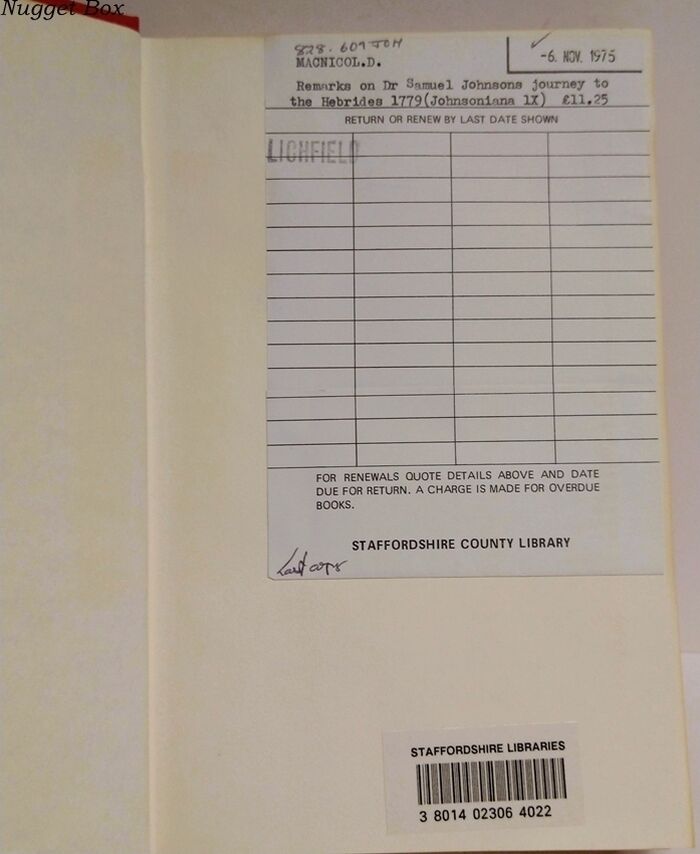 Nugget Box
828.609 JOH
-6. NOV. 1975
MACNICOL.D.
Remarks on Dr Samuel Johnsons journey to
the Hebrides 1779(Johnsoniana 1X) £11.25
RETURN OR RENEW BY LAST DATE SHOWN
LICHFIELD
FOR RENEWALS QUOTE DETAILS ABOVE AND DATE
DUE FOR RETURN. A CHARGE IS MADE FOR OVERDUE
BOOKS.
STAFFORDSHIRE COUNTY LIBRARY
Last copy
STAFFORDSHIRE LIBRARIES
3 8014 02306 4022